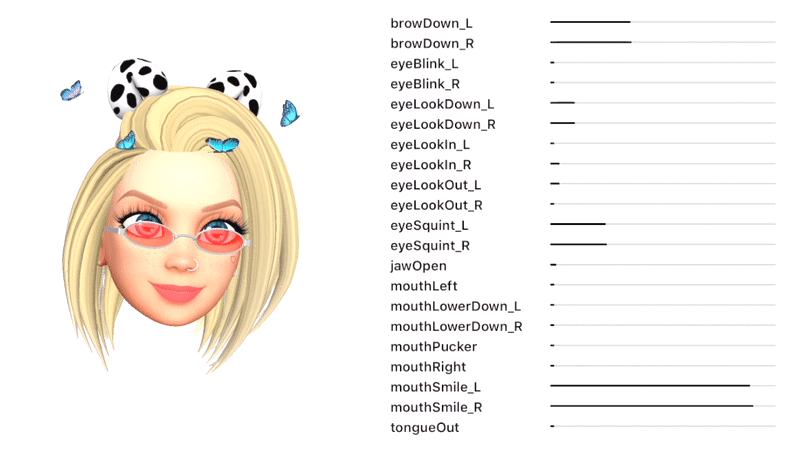 browDown_L
browDown_R
eyeBlink_L
eyeBlink_R
eyeLookDown_L
eyeLookDown_R
eyeLookIn_L
eyeLookIn_R
eyeLookOut_L
eyeLookOut_R
eyeSquint_L
eyeSquint_R
jawOpen
mouthLeft
mouthLowerDown_L
mouthLowerDown_R
mouthPucker
mouthRight
mouthSmile_L
mouthSmile_R
tongueOut